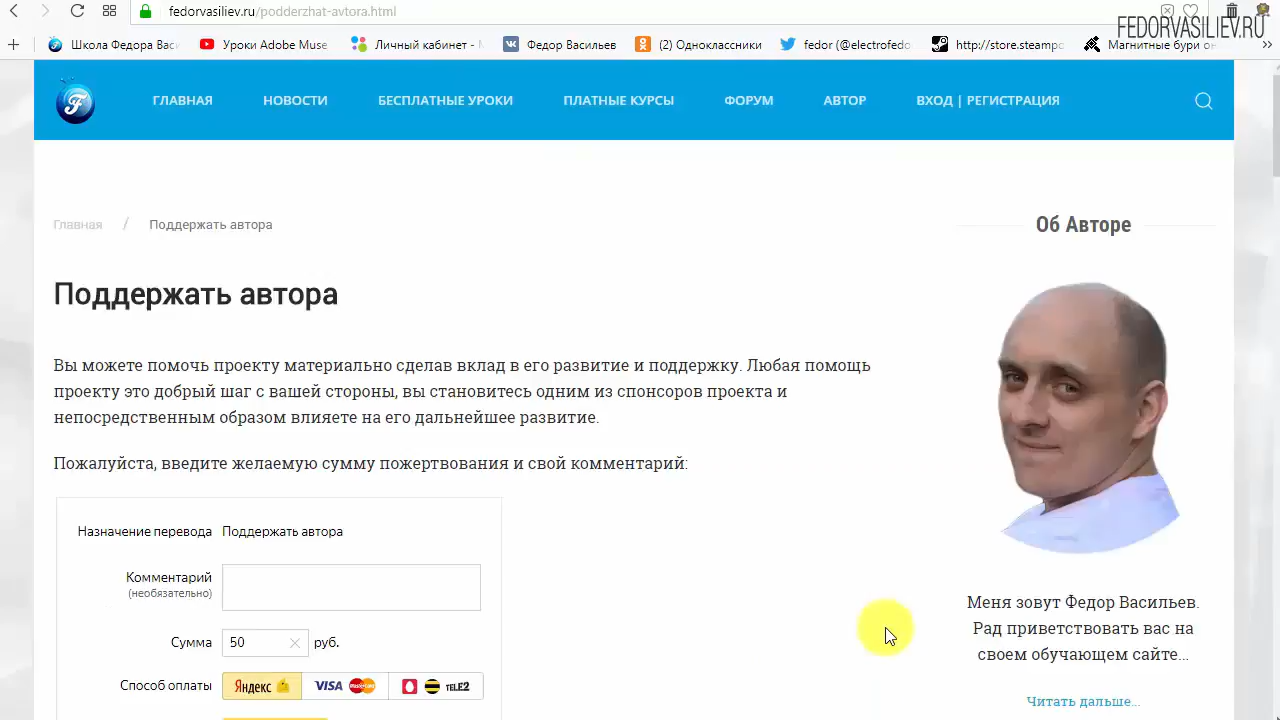 fedorvasiliev.ru/podderzhat-avtora.html
FEDORVASILIEV.RU
Школа Федора Васи
Уроки Adobe Muse
Личный кабинет - М
Федор Васильев
(2) Одноклассники
fedor (@electrofedo
http://store.steampo
Магнитные бури он
ГЛАВНАЯ
НОВОСТИ
БЕСПЛАТНЫЕ УРОКИ
ПЛАТНЫЕ КУРСЫ
ФОРУМ
АВТОР
ВХОД | РЕГИСТРАЦИЯ
Главная / Поддержать автора
Поддержать автора
Вы можете помочь проекту материально сделав вклад в его развитие и поддержку. Любая помощь
проекту это добрый шаг с вашей стороны, вы становитесь одним из спонсоров проекта и
непосредственным образом влияете на его дальнейшее развитие.
Пожалуйста, введите желаемую сумму пожертвования и свой комментарий:
Назначение перевода Поддержать автора
Комментарий
(необязательно)
Сумма 50 руб.
Способ оплаты Яндекс VISA MasterCard TELE2
Об Авторе
Меня зовут Федор Васильев.
Рад приветствовать вас на
своем обучающем сайте...
Читать дальше...